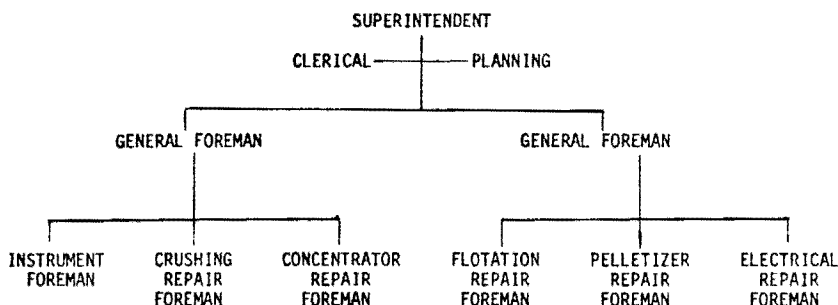 SUPERINTENDENT
CLERICAL PLANNING
GENERAL FOREMAN GENERAL FOREMAN
INSTRUMENT CRUSHING CONCENTRATOR FLOTATION PELLETIZER ELECTRICAL
FOREMAN REPAIR REPAIR REPAIR REPAIR REPAIR
FOREMAN FOREMAN FOREMAN FOREMAN FOREMAN